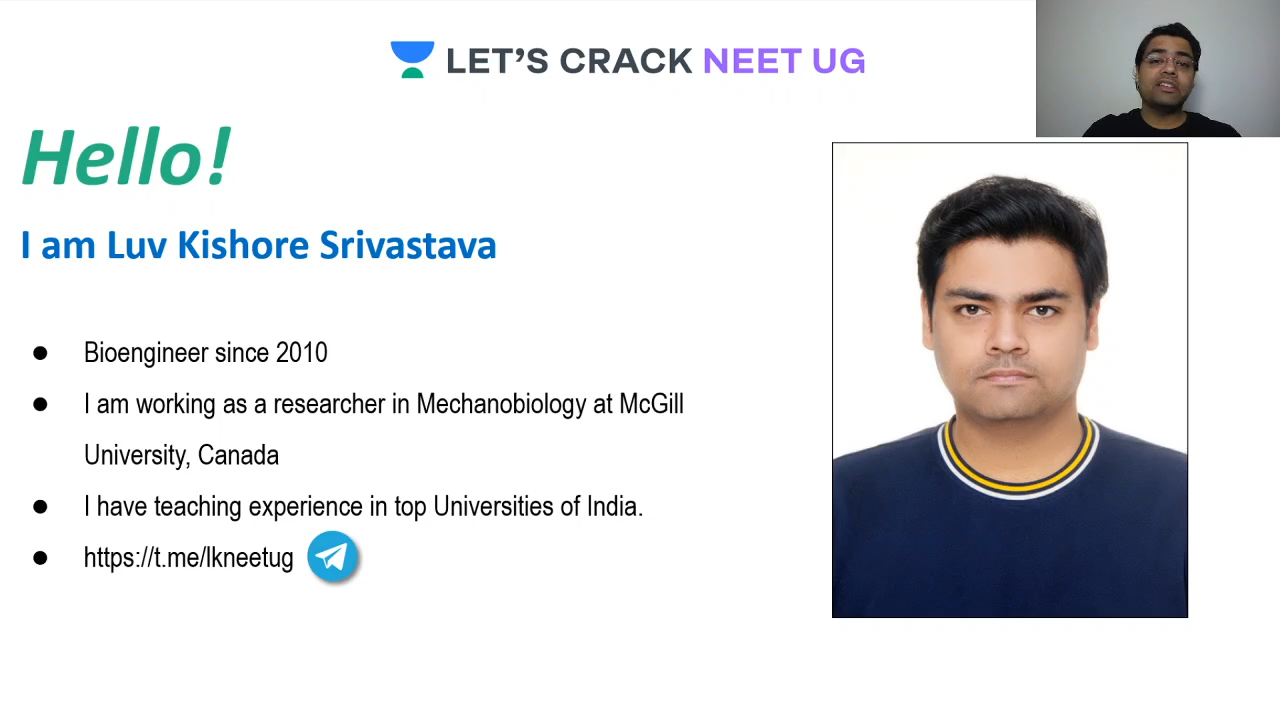 LET'S CRACK NEET UG
Hello!
I am Luv Kishore Srivastava
● Bioengineer since 2010
● I am working as a researcher in Mechanobiology at McGill
University, Canada
● I have teaching experience in top Universities of India.
● https://t.me/lkneetug